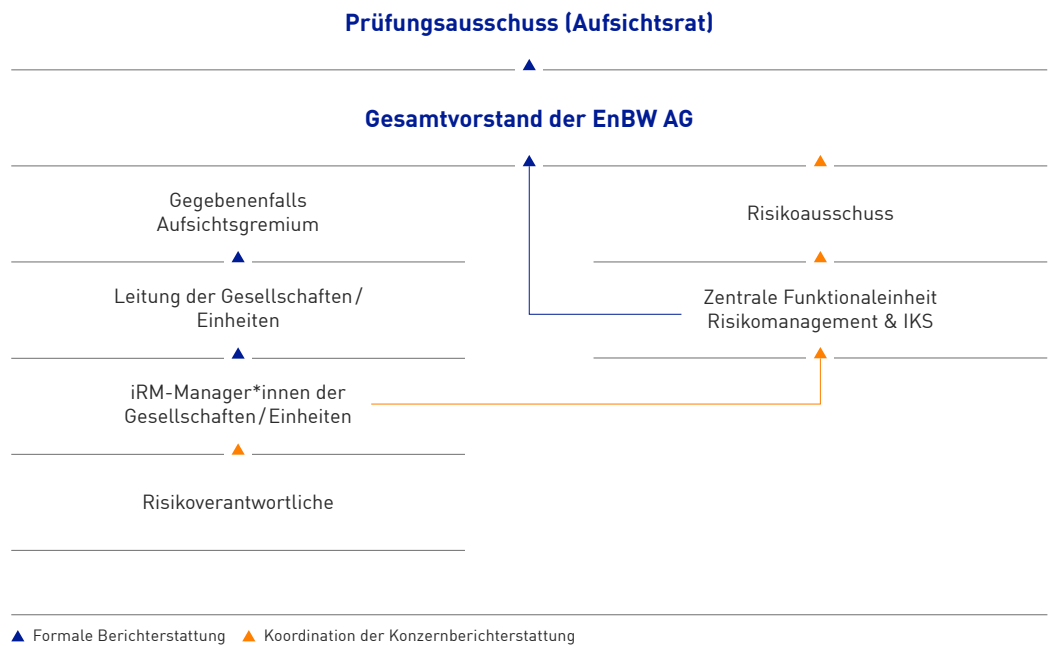 Prüfungsausschuss (Aufsichtsrat)
Gesamtvorstand der EnBW AG
Gegebenenfalls
Aufsichtsgremium
Risikoausschuss
Leitung der Gesellschaften/
Einheiten
Zentrale Funktionaleinheit
Risikomanagement & IKS
iRM-Manager*innen der
Gesellschaften/Einheiten
Risikoverantwortliche
Formale Berichterstattung
Koordination der Konzernberichterstattung